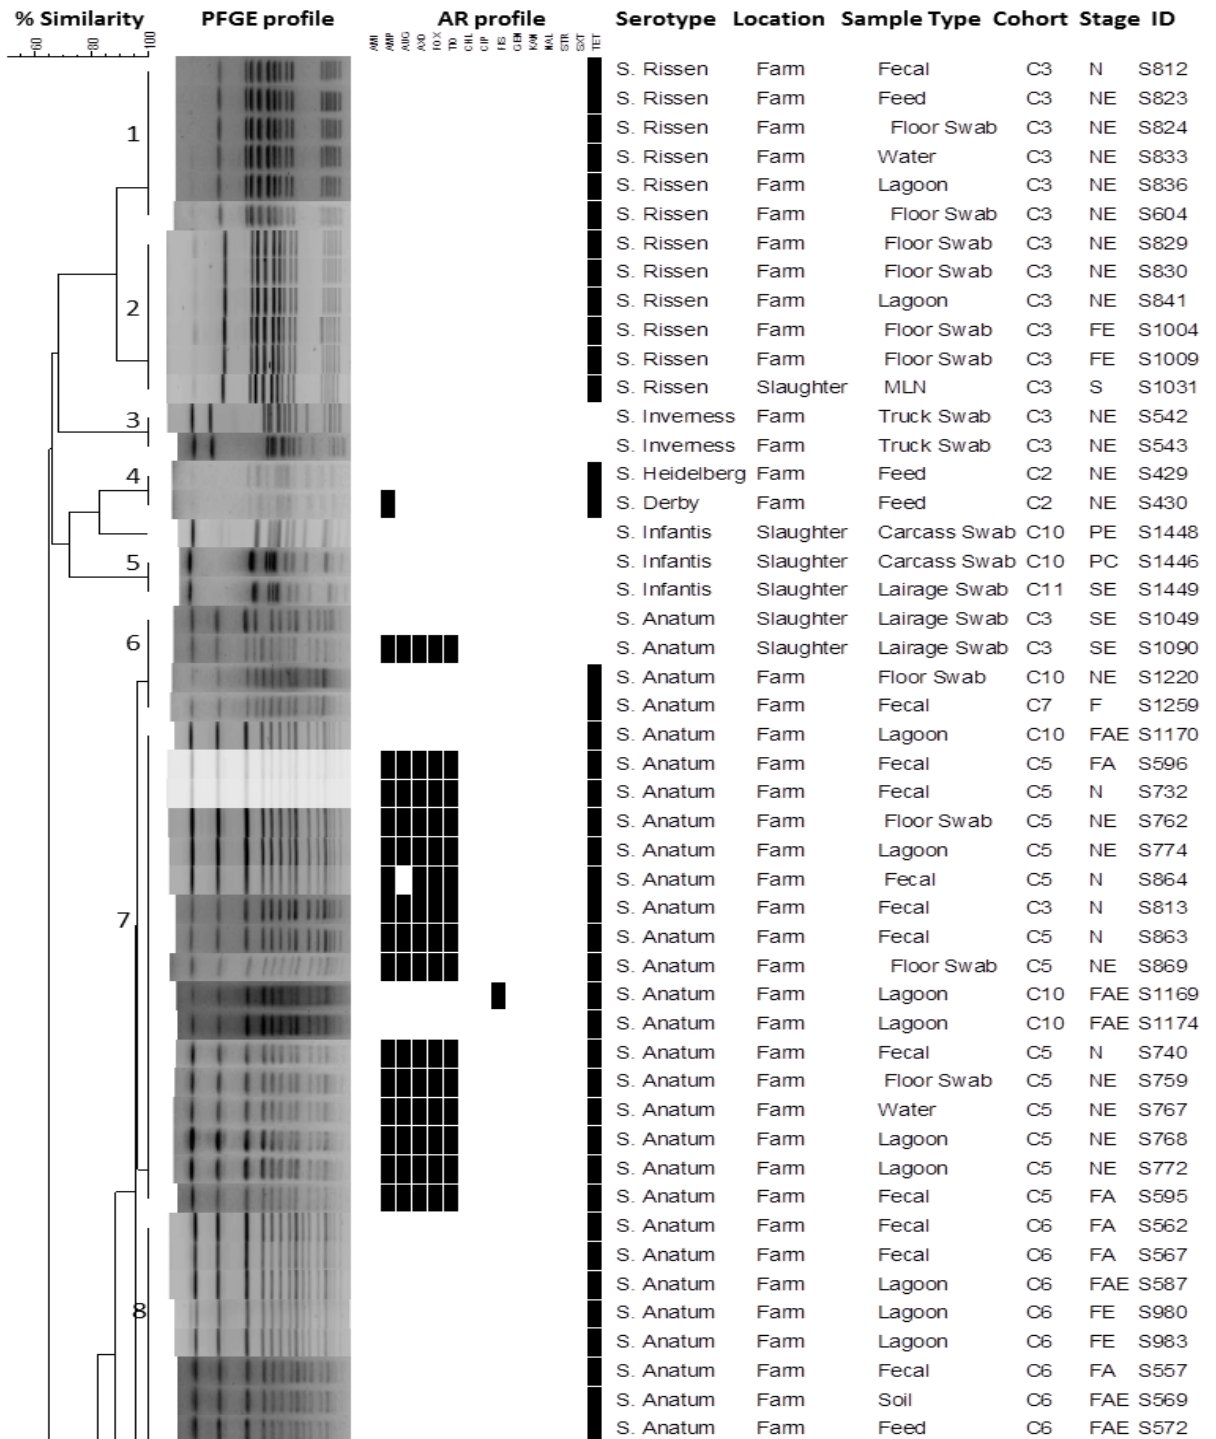 % Similarity PFGE profile AR profile Serotype Location Sample Type Cohort Stage ID
60 80 100 AMI AMP AUG AXO FOX TIO CHL CIP FIS GEN KAN NAL STR SXT TET
S. Rissen Farm Fecal C3 N S812
S. Rissen Farm Feed C3 NE S823
1 S. Rissen Farm Floor Swab C3 NE S824
S. Rissen Farm Water C3 NE S833
S. Rissen Farm Lagoon C3 NE S836
S. Rissen Farm Floor Swab C3 NE S604
S. Rissen Farm Floor Swab C3 NE S829
S. Rissen Farm Floor Swab C3 NE S830
2 S. Rissen Farm Lagoon C3 NE S841
S. Rissen Farm Floor Swab C3 FE S1004
S. Rissen Farm Floor Swab C3 FE S1009
S. Rissen Slaughter MLN C3 S S1031
3 S. Inverness Farm Truck Swab C3 NE S542
S. Inverness Farm Truck Swab C3 NE S543
4 S. Heidelberg Farm Feed C2 NE S429
S. Derby Farm Feed C2 NE S430
S. Infantis Slaughter Carcass Swab C10 PE S1448
5 S. Infantis Slaughter Carcass Swab C10 PC S1446
S. Infantis Slaughter Lairage Swab C11 SE S1449
S. Anatum Slaughter Lairage Swab C3 SE S1049
6 S. Anatum Slaughter Lairage Swab C3 SE S1090
S. Anatum Farm Floor Swab C10 NE S1220
S. Anatum Farm Fecal C7 F S1259
S. Anatum Farm Lagoon C10 FAE S1170
S. Anatum Farm Fecal C5 FA S596
S. Anatum Farm Fecal C5 N S732
S. Anatum Farm Floor Swab C5 NE S762
S. Anatum Farm Lagoon C5 NE S774
S. Anatum Farm Fecal C5 N S864
7 S. Anatum Farm Fecal C3 N S813
S. Anatum Farm Fecal C5 N S863
S. Anatum Farm Floor Swab C5 NE S869
S. Anatum Farm Lagoon C10 FAE S1169
S. Anatum Farm Lagoon C10 FAE S1174
S. Anatum Farm Fecal C5 N S740
S. Anatum Farm Floor Swab C5 NE S759
S. Anatum Farm Water C5 NE S767
S. Anatum Farm Lagoon C5 NE S768
S. Anatum Farm Lagoon C5 NE S772
S. Anatum Farm Fecal C5 FA S595
S. Anatum Farm Fecal C6 FA S562
S. Anatum Farm Fecal C6 FA S567
S. Anatum Farm Lagoon C6 FAE S587
8 S. Anatum Farm Lagoon C6 FE S980
S. Anatum Farm Lagoon C6 FE S983
S. Anatum Farm Fecal C6 FA S557
S. Anatum Farm Soil C6 FAE S569
S. Anatum Farm Feed C6 FAE S572